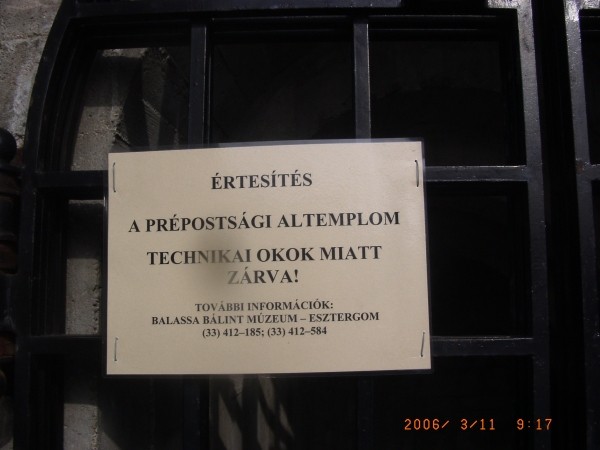 ÉRTESÍTÉS
A PRÉPOSTSÁGI ALTEMPLOM
TECHNIKAI OKOK MIATT
ZÁRVA!
TOVÁBBI INFORMÁCIÓK:
BALASSA BÁLINT MÚZEUM – ESZTERGOM
(33) 412–185; (33) 412–584
2006/ 3/11 9:17